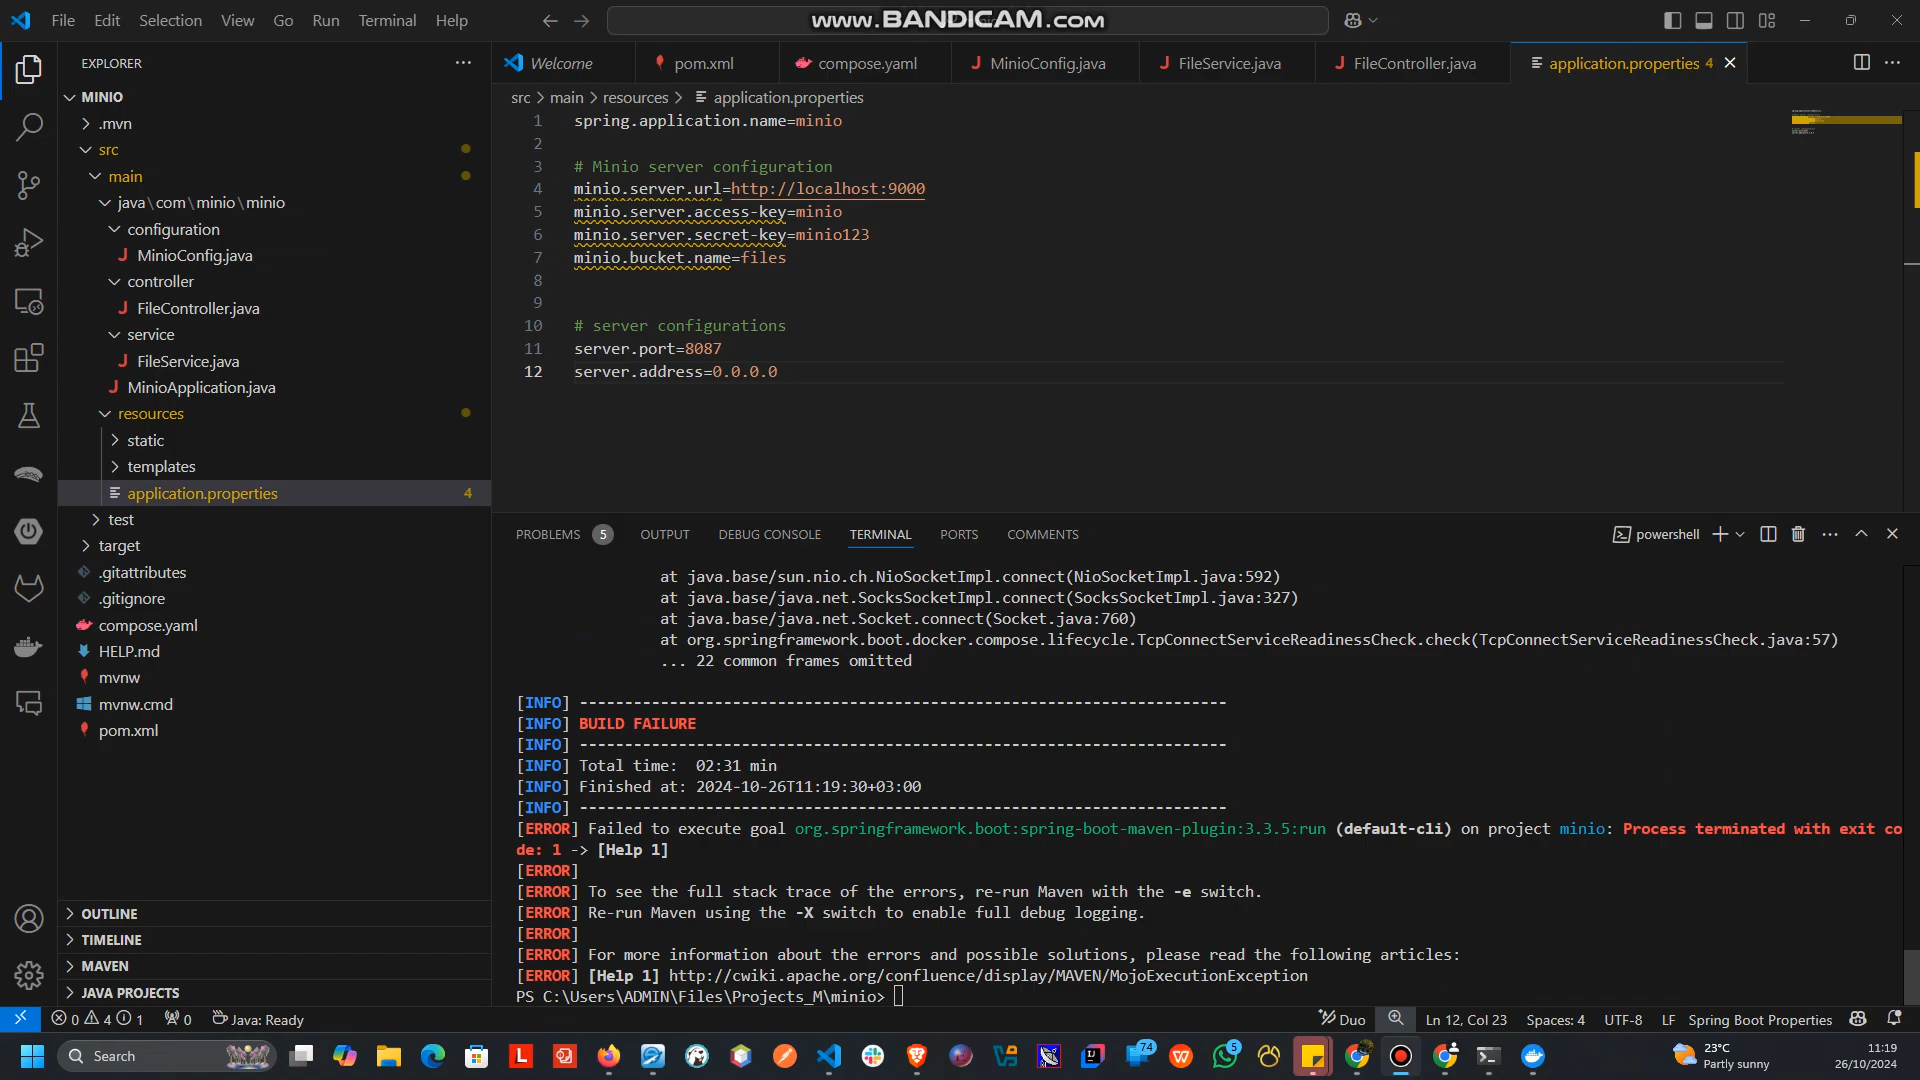 File Edit Selection View Go Run Terminal Help
www.BANDICAM.com
EXPLORER
MINIO
.mvn
src
main
java\com\minio\minio
configuration
MinioConfig.java
controller
FileController.java
service
FileService.java
MinioApplication.java
resources
static
templates
application.properties 4
test
target
.gitattributes
.gitignore
compose.yaml
HELP.md
mvnw
mvnw.cmd
pom.xml
OUTLINE
TIMELINE
MAVEN
JAVA PROJECTS
Welcome pom.xml compose.yaml MinioConfig.java FileService.java FileController.java application.properties 4
src > main > resources > application.properties
1 spring.application.name=minio
2
3 # Minio server configuration
4 minio.server.url=http://localhost:9000
5 minio.server.access-key=minio
6 minio.server.secret-key=minio123
7 minio.bucket.name=files
8
9
10 # server configurations
11 server.port=8087
12 server.address=0.0.0.0
PROBLEMS 5 OUTPUT DEBUG CONSOLE TERMINAL PORTS COMMENTS powershell
at java.base/sun.nio.ch.NioSocketImpl.connect(NioSocketImpl.java:592)
at java.base/java.net.SocksSocketImpl.connect(SocksSocketImpl.java:327)
at java.base/java.net.Socket.connect(Socket.java:760)
at org.springframework.boot.docker.compose.lifecycle.TcpConnectServiceReadinessCheck.check(TcpConnectServiceReadinessCheck.java:57)
... 22 common frames omitted
[INFO] ------------------------------------------------------------------------
[INFO] BUILD FAILURE
[INFO] ------------------------------------------------------------------------
[INFO] Total time:  02:31 min
[INFO] Finished at: 2024-10-26T11:19:30+03:00
[INFO] ------------------------------------------------------------------------
[ERROR] Failed to execute goal org.springframework.boot:spring-boot-maven-plugin:3.3.5:run (default-cli) on project minio: Process terminated with exit co
de: 1 -> [Help 1]
[ERROR]
[ERROR] To see the full stack trace of the errors, re-run Maven with the -e switch.
[ERROR] Re-run Maven using the -X switch to enable full debug logging.
[ERROR]
[ERROR] For more information about the errors and possible solutions, please read the following articles:
[ERROR] [Help 1] http://cwiki.apache.org/confluence/display/MAVEN/MojoExecutionException
PS C:\Users\ADMIN\Files\Projects_M\minio>
0 4 1 0 Java: Ready Duo Ln 12, Col 23 Spaces: 4 UTF-8 LF Spring Boot Properties
Search 74 5 23°C 11:19
Partly sunny 26/10/2024